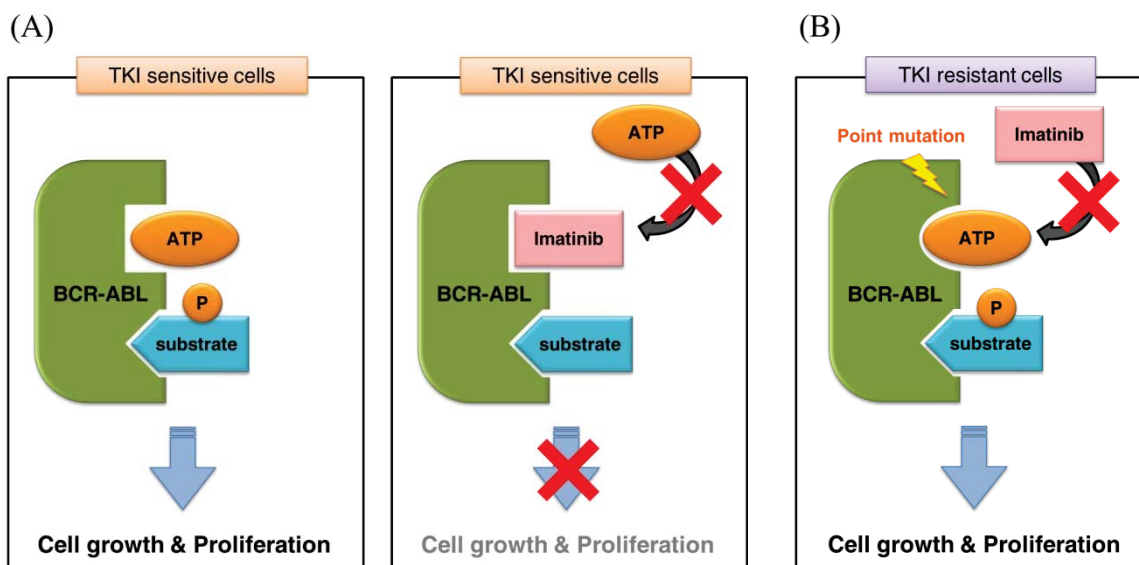 (A)
TKI sensitive cells
ATP
BCR-ABL
P
substrate
Cell growth & Proliferation
TKI sensitive cells
ATP
Imatinib
BCR-ABL
substrate
Cell growth & Proliferation
(B)
TKI resistant cells
Point mutation
Imatinib
ATP
BCR-ABL
P
substrate
Cell growth & Proliferation